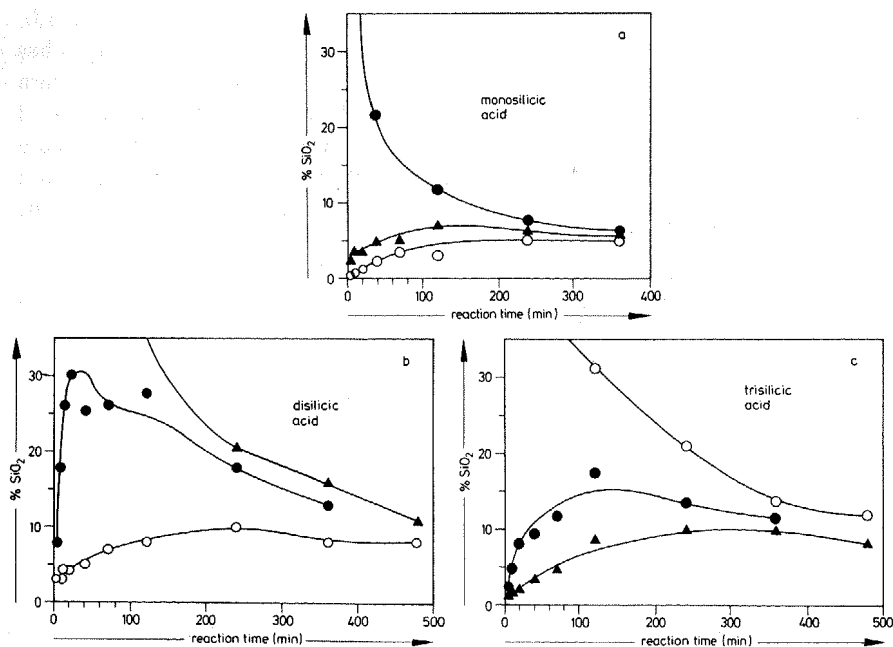 a
monosilicic
acid
% SiO₂
30
20
10
0
0 100 200 300 400
reaction time (min)
b
disilicic
acid
% SiO₂
30
20
10
0
0 100 200 300 400 500
reaction time (min)
c
trisilicic
acid
% SiO₂
30
20
10
0
0 100 200 300 400 500
reaction time (min)